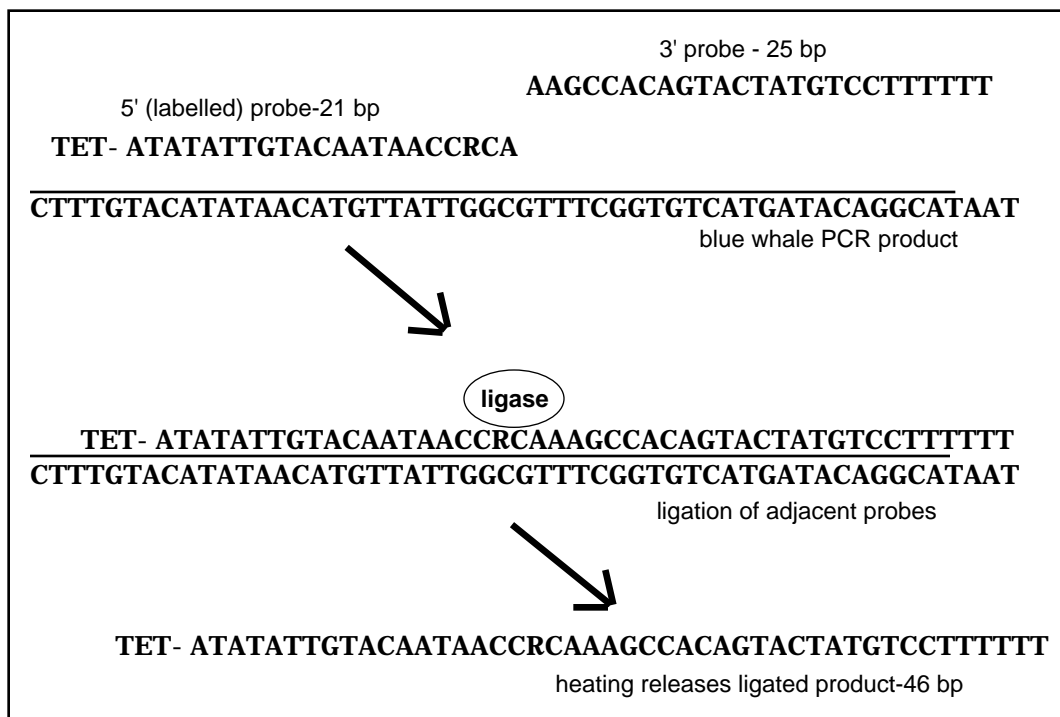 3' probe - 25 bp
AAGCCACAGTACTATGTCCTTTTTT
5' (labelled) probe-21 bp
TET- ATATATTGTACAATAACCRCA
CTTTGTACATATAACATGTTATTGGCGTTTCGGTGTCATGATACAGGCATAAT
blue whale PCR product
ligase
TET- ATATATTGTACAATAACCRCAAAGCCACAGTACTATGTCCTTTTTT
CTTTGTACATATAACATGTTATTGGCGTTTCGGTGTCATGATACAGGCATAAT
ligation of adjacent probes
TET- ATATATTGTACAATAACCRCAAAGCCACAGTACTATGTCCTTTTTT
heating releases ligated product-46 bp